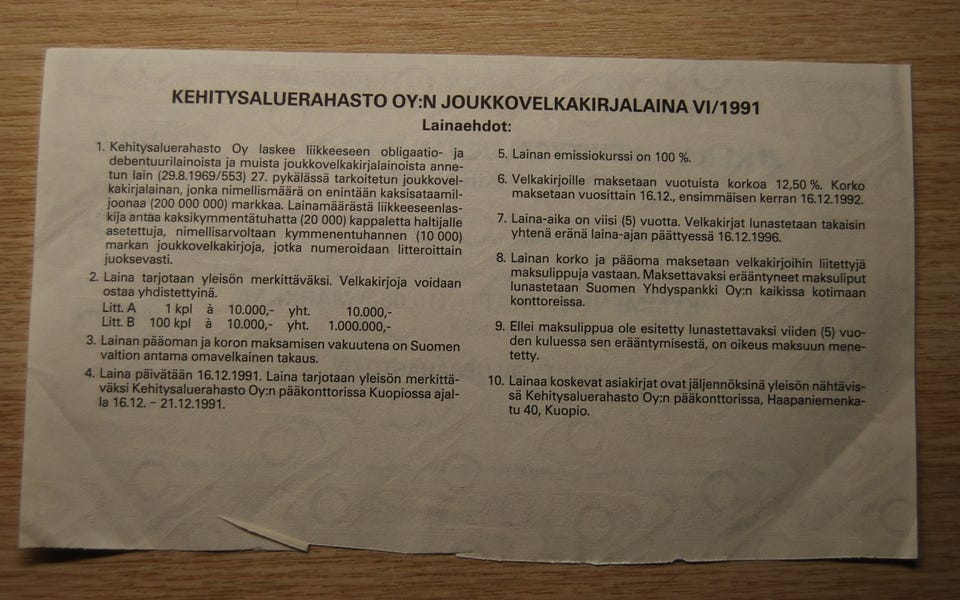 KEHITYSALUERAHASTO OY:N JOUKKOVELKAKIRJALAINA VI/1991
Lainaehdot:
1. Kehitysaluerahasto Oy laskee liikkeeseen obligaatio- ja
debentuurilainoista ja muista joukkovelkakirjalainoista anne-
tun lain (29.8.1969/553) 27. pykälässä tarkoitetun joukkovel-
kakirjalainan, jonka nimellismäärä on enintään kaksisataamil-
joonaa (200 000 000) markkaa. Lainamäärästä liikkeeseenlas-
kija antaa kaksikymmentätuhatta (20 000) kappaletta haltijalle
asetettuja, nimellisarvoltaan kymmenentuhannen (10 000)
markan joukkovelkakirjoja, jotka numeroidaan litteroittain
juoksevasti.
2. Laina tarjotaan yleisön merkittäväksi. Velkakirjoja voidaan
ostaa yhdistettyinä.
Litt. A 1 kpl à 10.000,- yht. 10.000,-
Litt. B 100 kpl à 10.000,- yht. 1.000.000,-
3. Lainan pääoman ja koron maksamisen vakuutena on Suomen
valtion antama omavelkainen takaus.
4. Laina päivätään 16.12.1991. Laina tarjotaan yleisön merkittä-
väksi Kehitysaluerahasto Oy:n pääkonttorissa Kuopiossa ajal-
la 16.12. – 21.12.1991.
5. Lainan emissiokurssi on 100 %.
6. Velkakirjoille maksetaan vuotuista korkoa 12,50 %. Korko
maksetaan vuosittain 16.12., ensimmäisen kerran 16.12.1992.
7. Laina-aika on viisi (5) vuotta. Velkakirjat lunastetaan takaisin
yhtenä eränä laina-ajan päättyessä 16.12.1996.
8. Lainan korko ja pääoma maksetaan velkakirjoihin liitettyjä
maksulippuja vastaan. Maksettavaksi erääntyneet maksuliput
lunastetaan Suomen Yhdyspankki Oy:n kaikissa kotimaan
konttoreissa.
9. Ellei maksulippua ole esitetty lunastettavaksi viiden (5) vuo-
den kuluessa sen erääntymisestä, on oikeus maksuun mene-
tetty.
10. Lainaa koskevat asiakirjat ovat jäljennöksinä yleisön nähtävis-
sä Kehitysaluerahasto Oy:n pääkonttorissa, Haapaniemenka-
tu 40, Kuopio.